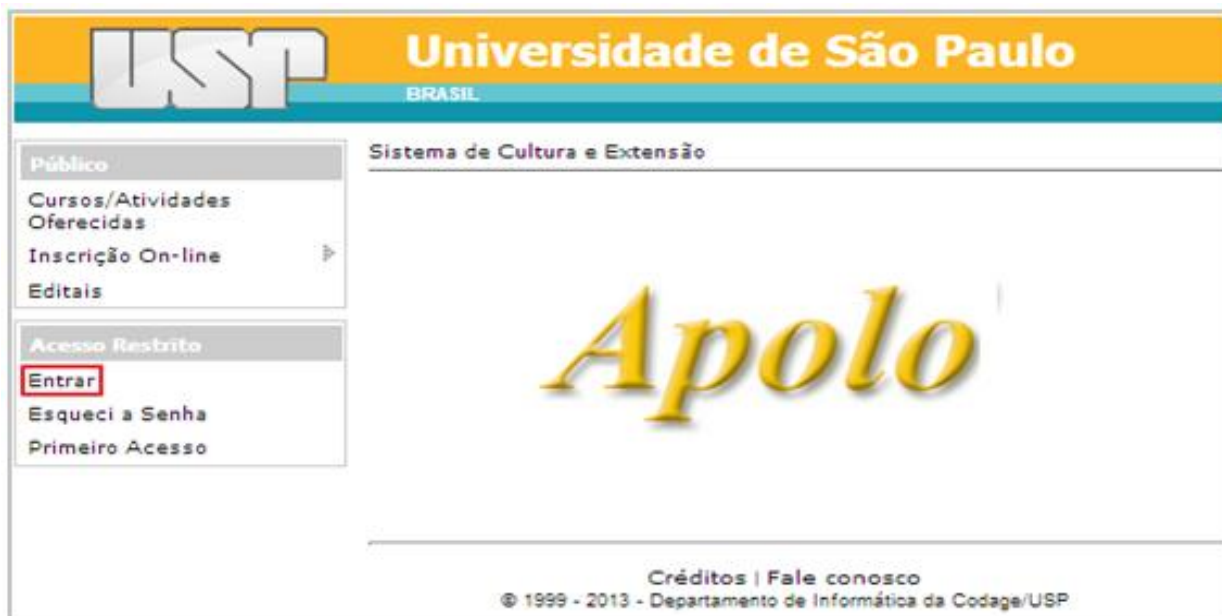 USP
Universidade de São Paulo
BRASIL
Público
Cursos/Atividades
Oferecidas
Inscrição On-line
Editais
Acesso Restrito
Entrar
Esqueci a Senha
Primeiro Acesso
Sistema de Cultura e Extensão
Apolo
Créditos | Fale conosco
© 1999 - 2013 - Departamento de Informática da Codage/USP